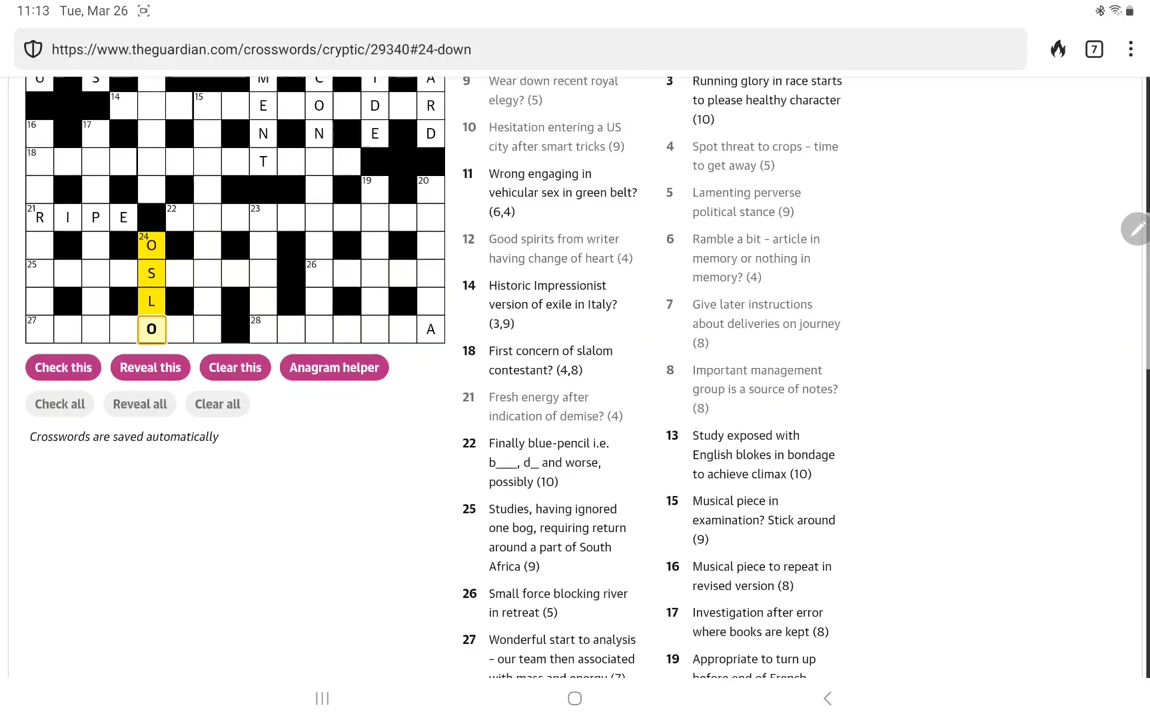 11:13 Tue, Mar 26
https://www.theguardian.com/crosswords/cryptic/29340#24-down
7
U S M C I A
14 15 E O D R
16 17 N N E D
18 T
19 20
21 R I P E 22 23
24 O
25 S 26
L
27 O 28 A
Check this Reveal this Clear this Anagram helper
Check all Reveal all Clear all
Crosswords are saved automatically
9 Wear down recent royal
elegy? (5)
10 Hesitation entering a US
city after smart tricks (9)
11 Wrong engaging in
vehicular sex in green belt?
(6,4)
12 Good spirits from writer
having change of heart (4)
14 Historic Impressionist
version of exile in Italy?
(3,9)
18 First concern of slalom
contestant? (4,8)
21 Fresh energy after
indication of demise? (4)
22 Finally blue-pencil i.e.
b___, d_ and worse,
possibly (10)
25 Studies, having ignored
one bog, requiring return
around a part of South
Africa (9)
26 Small force blocking river
in retreat (5)
27 Wonderful start to analysis
– our team then associated
with mass and energy (7)
3 Running glory in race starts
to please healthy character
(10)
4 Spot threat to crops – time
to get away (5)
5 Lamenting perverse
political stance (9)
6 Ramble a bit – article in
memory or nothing in
memory? (4)
7 Give later instructions
about deliveries on journey
(8)
8 Important management
group is a source of notes?
(8)
13 Study exposed with
English blokes in bondage
to achieve climax (10)
15 Musical piece in
examination? Stick around
(9)
16 Musical piece to repeat in
revised version (8)
17 Investigation after error
where books are kept (8)
19 Appropriate to turn up
before end of French